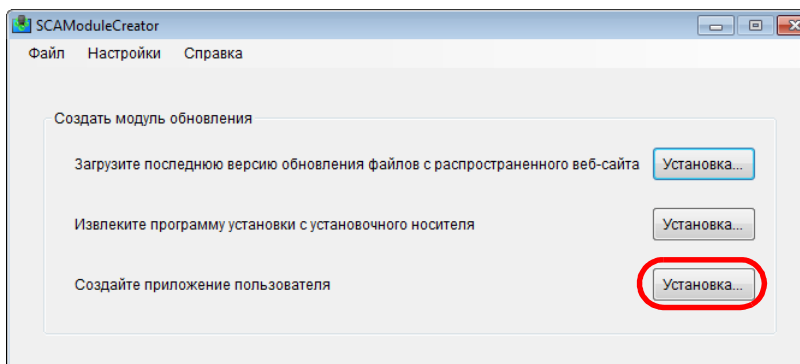 SCAModuleCreator
Файл Настройки Справка
Создать модуль обновления
Загрузите последнюю версию обновления файлов с распространенного веб-сайта Установка...
Извлеките программу установки с установочного носителя Установка...
Создайте приложение пользователя Установка...